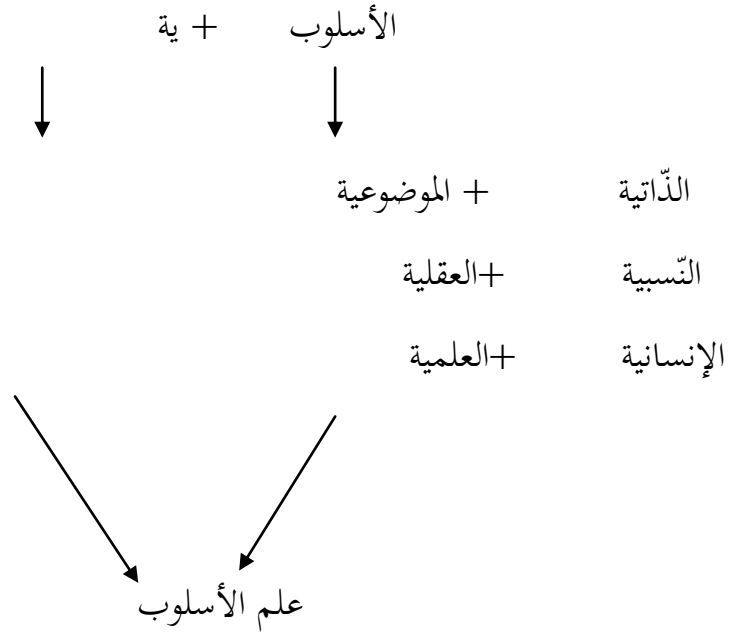 الأسلوب + ية
الذّاتية + الموضوعية
النّسبية +العقلية
الإنسانية +العلمية
علم الأسلوب